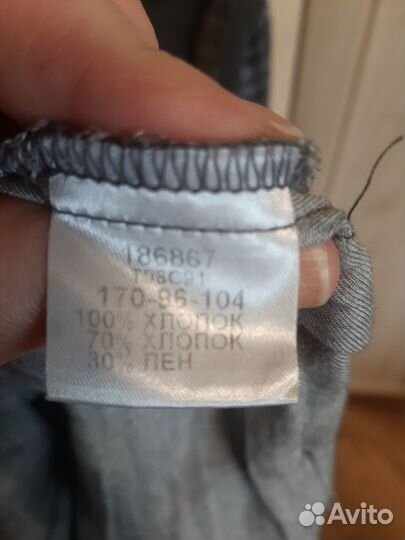 186867
T08C91
170-96-104
100% ХЛОПОК
70% ХЛОПОК
30% ЛЕН
Avito